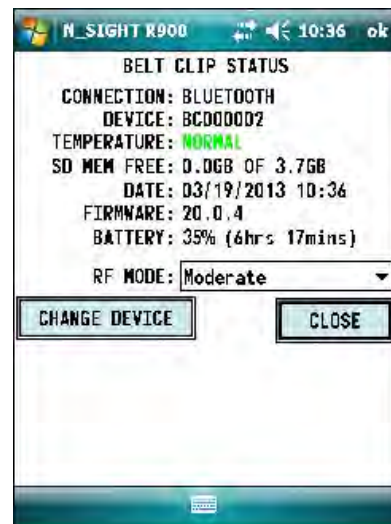 N_SIGHT R900 10:36 ok
BELT CLIP STATUS
CONNECTION: BLUETOOTH
DEVICE: BC000002
TEMPERATURE: NORMAL
SD MEM FREE: 0.0GB OF 3.7GB
DATE: 03/19/2013 10:36
FIRMWARE: 20.0.4
BATTERY: 35% (6hrs 17mins)
RF MODE: Moderate
CHANGE DEVICE CLOSE